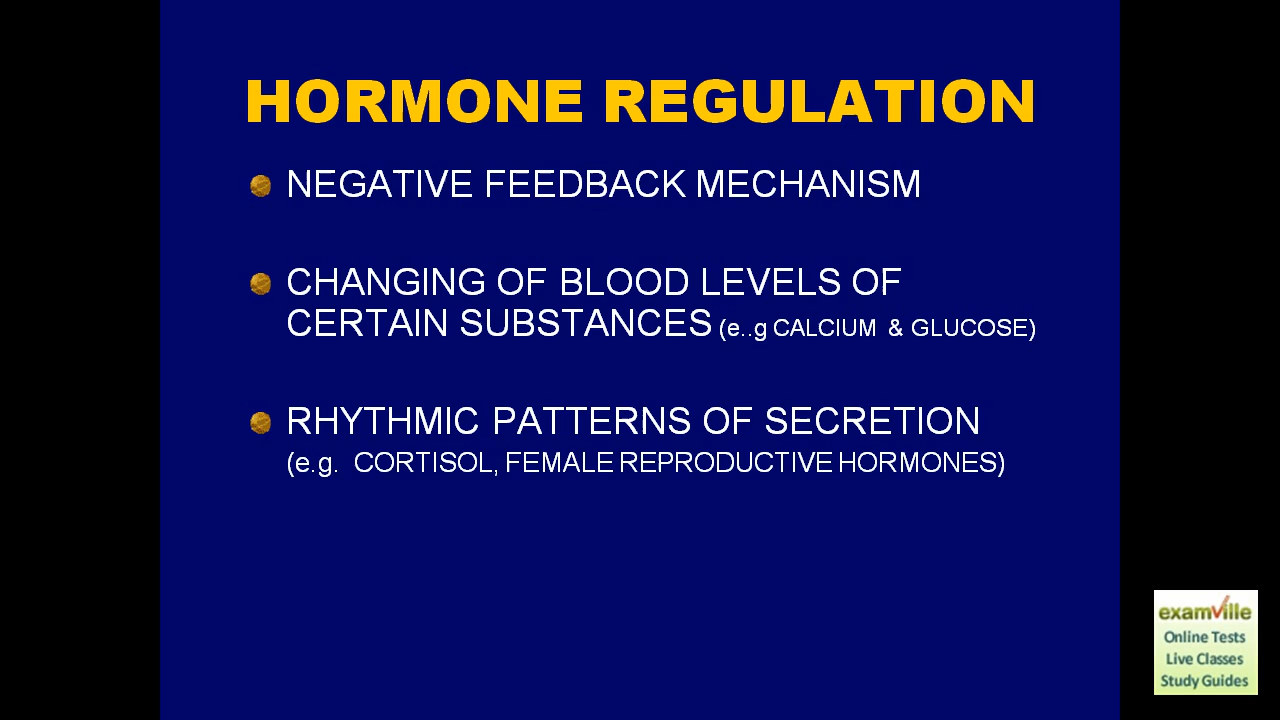 HORMONE REGULATION
NEGATIVE FEEDBACK MECHANISM
CHANGING OF BLOOD LEVELS OF
CERTAIN SUBSTANCES (e..g CALCIUM & GLUCOSE)
RHYTHMIC PATTERNS OF SECRETION
(e.g. CORTISOL, FEMALE REPRODUCTIVE HORMONES)
examville
Online Tests
Live Classes
Study Guides